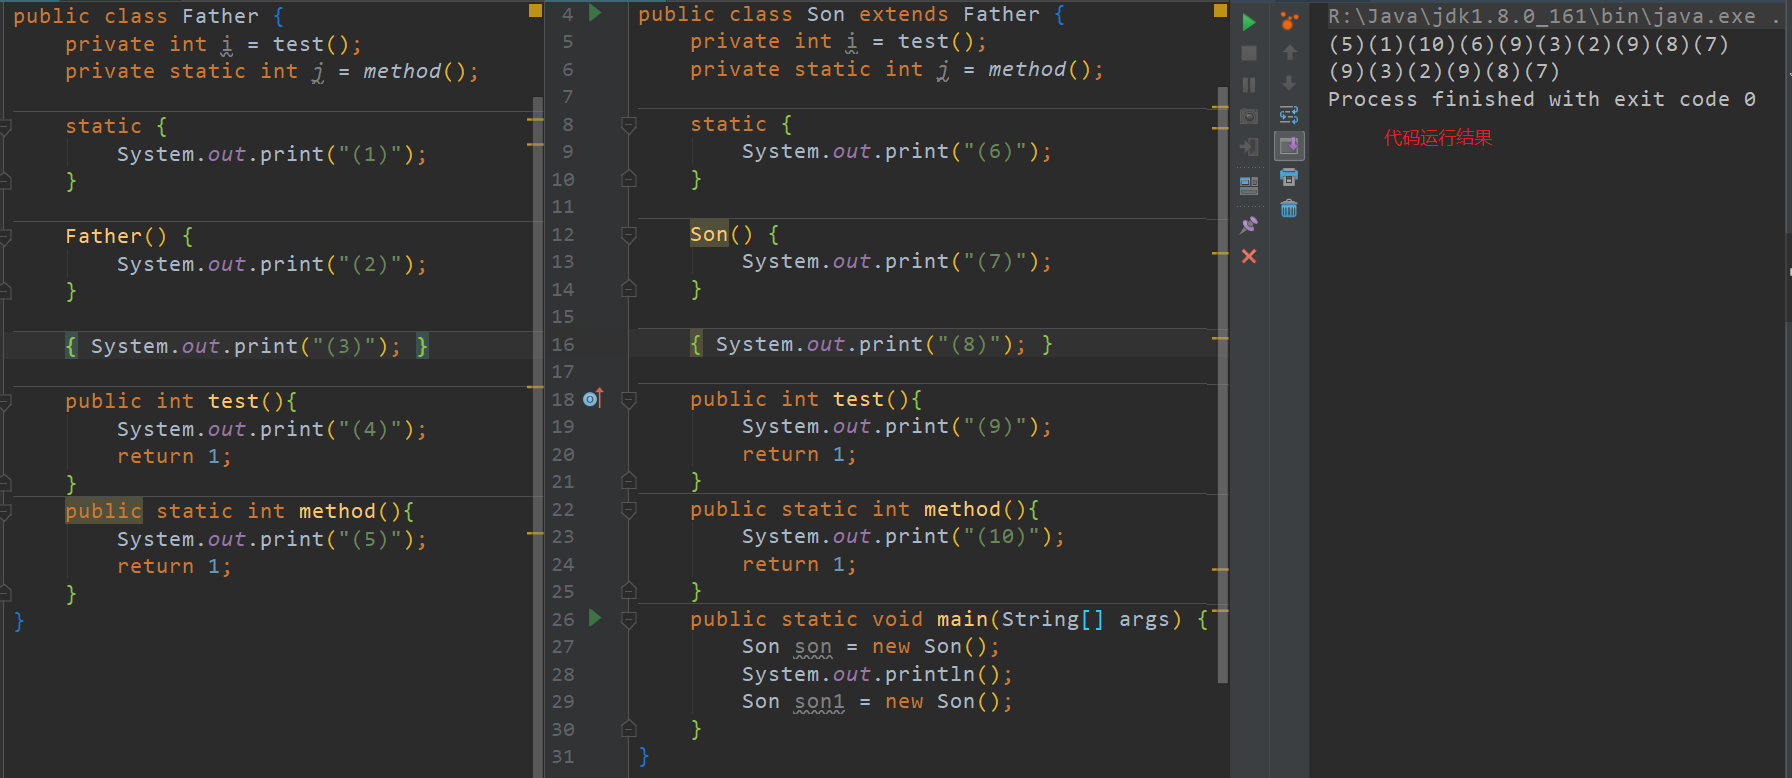 public class Father {
    private int i = test();
    private static int j = method();
    static {
        System.out.print("(1)");
    }
    Father() {
        System.out.print("(2)");
    }
    { System.out.print("(3)"); }
    public int test(){
        System.out.print("(4)");
        return 1;
    }
    public static int method(){
        System.out.print("(5)");
        return 1;
    }
}
4 public class Son extends Father {
5     private int i = test();
6     private static int j = method();
7
8     static {
9         System.out.print("(6)");
10     }
11
12     Son() {
13         System.out.print("(7)");
14     }
15
16     { System.out.print("(8)"); }
17
18     public int test(){
19         System.out.print("(9)");
20         return 1;
21     }
22     public static int method(){
23         System.out.print("(10)");
24         return 1;
25     }
26     public static void main(String[] args) {
27         Son son = new Son();
28         System.out.println();
29         Son son1 = new Son();
30     }
31 }
R:\Java\jdk1.8.0_161\bin\java.exe .
(5)(1)(10)(6)(9)(3)(2)(9)(8)(7)
(9)(3)(2)(9)(8)(7)
Process finished with exit code 0
代码运行结果